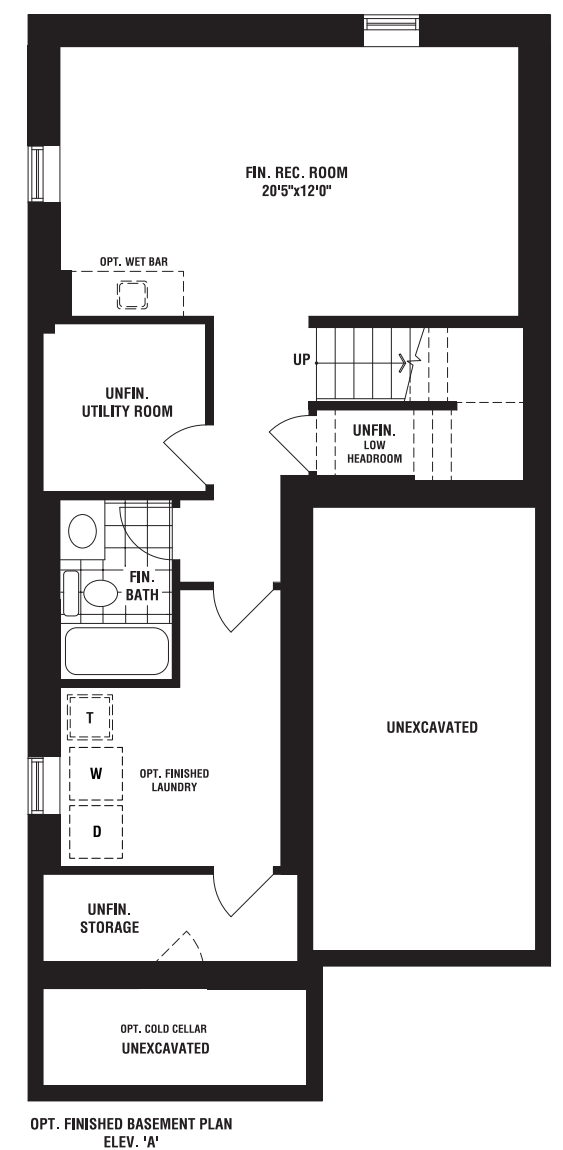 FIN. REC. ROOM
20'5"x12'0"
OPT. WET BAR
UP
UNFIN.
UTILITY ROOM
UNFIN.
LOW
HEADROOM
FIN.
BATH
T
W
D
OPT. FINISHED
LAUNDRY
UNEXCAVATED
UNFIN.
STORAGE
OPT. COLD CELLAR
UNEXCAVATED
OPT. FINISHED BASEMENT PLAN
ELEV. 'A'